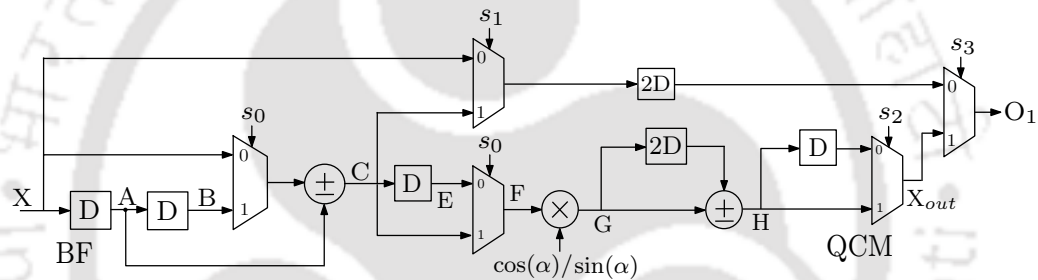 s1
0
1
2D
s3
0
1
O1
s0
0
1
X
D
A
D
B
BF
±
C
D
E
s0
0
1
F
×
cos(α)/sin(α)
G
2D
±
H
D
s2
0
1
Xout
QCM